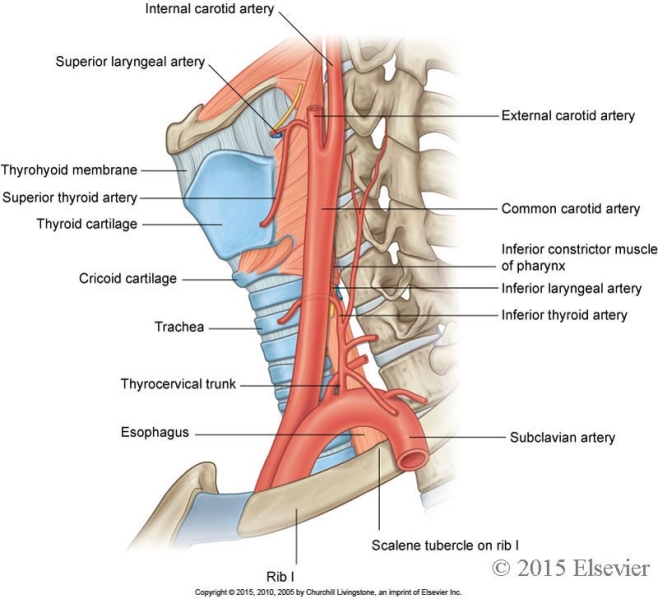 Internal carotid artery
Superior laryngeal artery
External carotid artery
Thyrohyoid membrane
Superior thyroid artery
Common carotid artery
Thyroid cartilage
Inferior constrictor muscle
of pharynx
Cricoid cartilage
Inferior laryngeal artery
Inferior thyroid artery
Trachea
Thyrocervical trunk
Esophagus
Subclavian artery
Scalene tubercle on rib I
© 2015 Elsevier
Rib I
Copyright © 2015, 2010, 2005 by Churchill Livingstone, an imprint of Elsevier Inc.